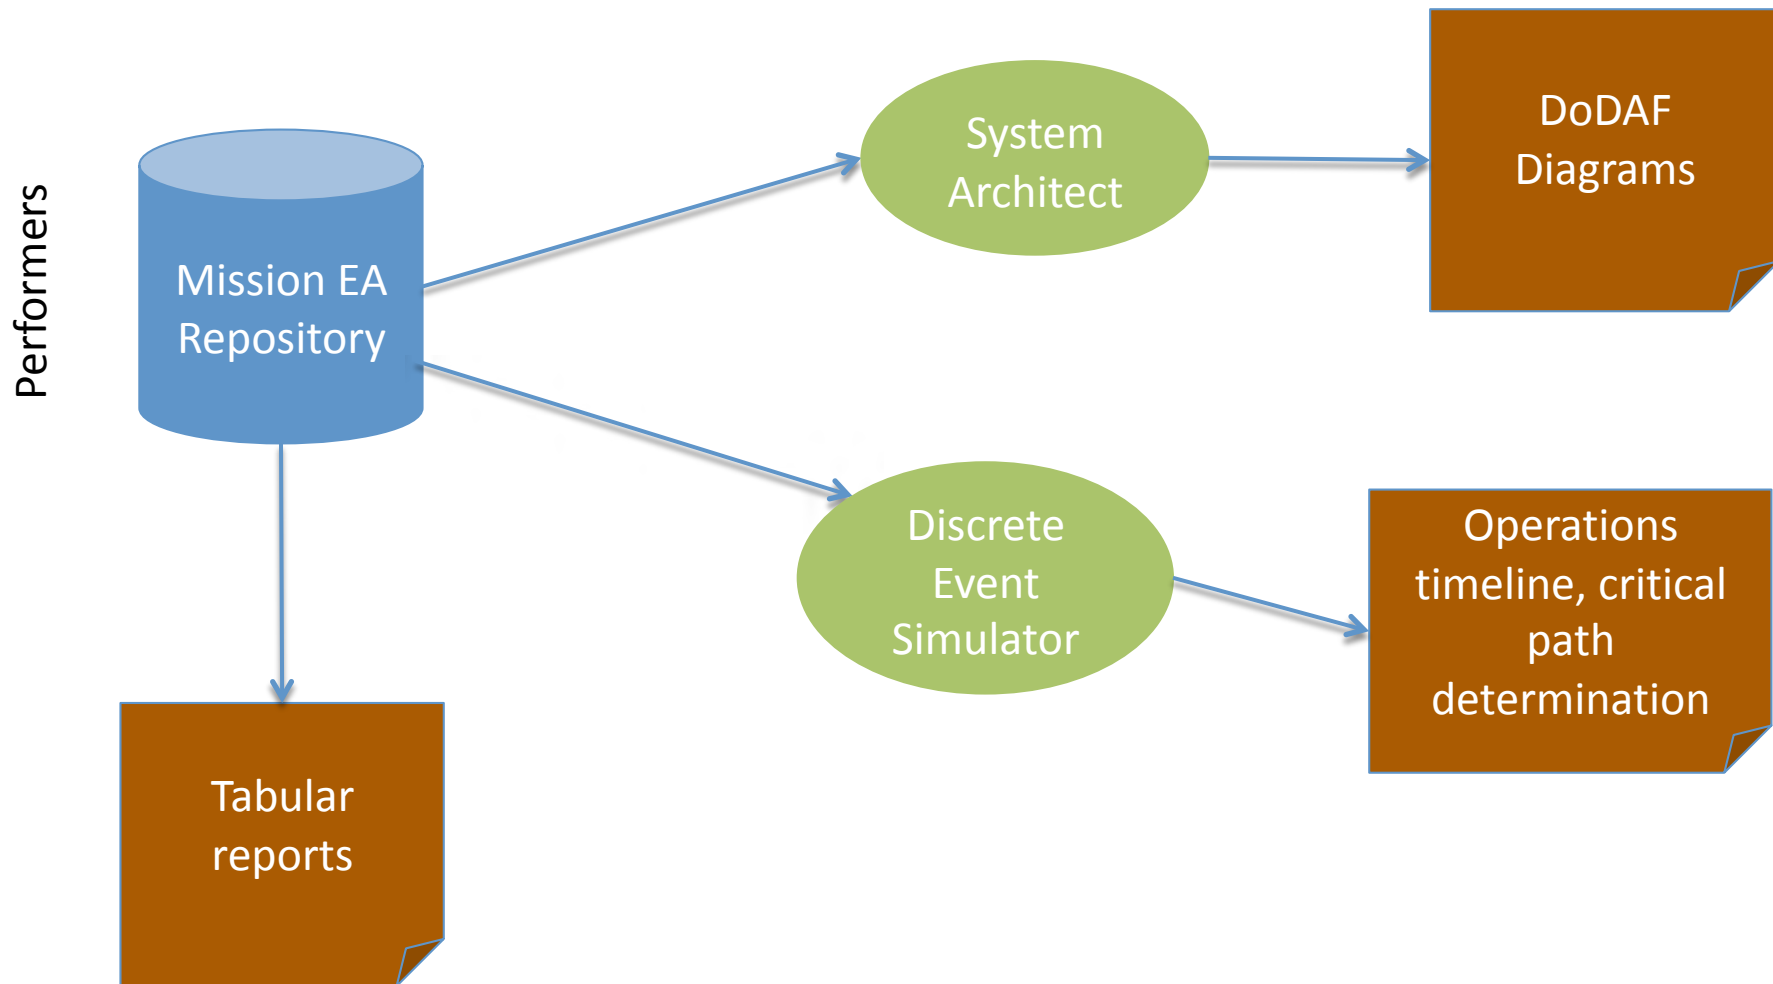 Performers
Mission EA
Repository
System
Architect
DoDAF
Diagrams
Discrete
Event
Simulator
Operations
timeline, critical
path
determination
Tabular
reports